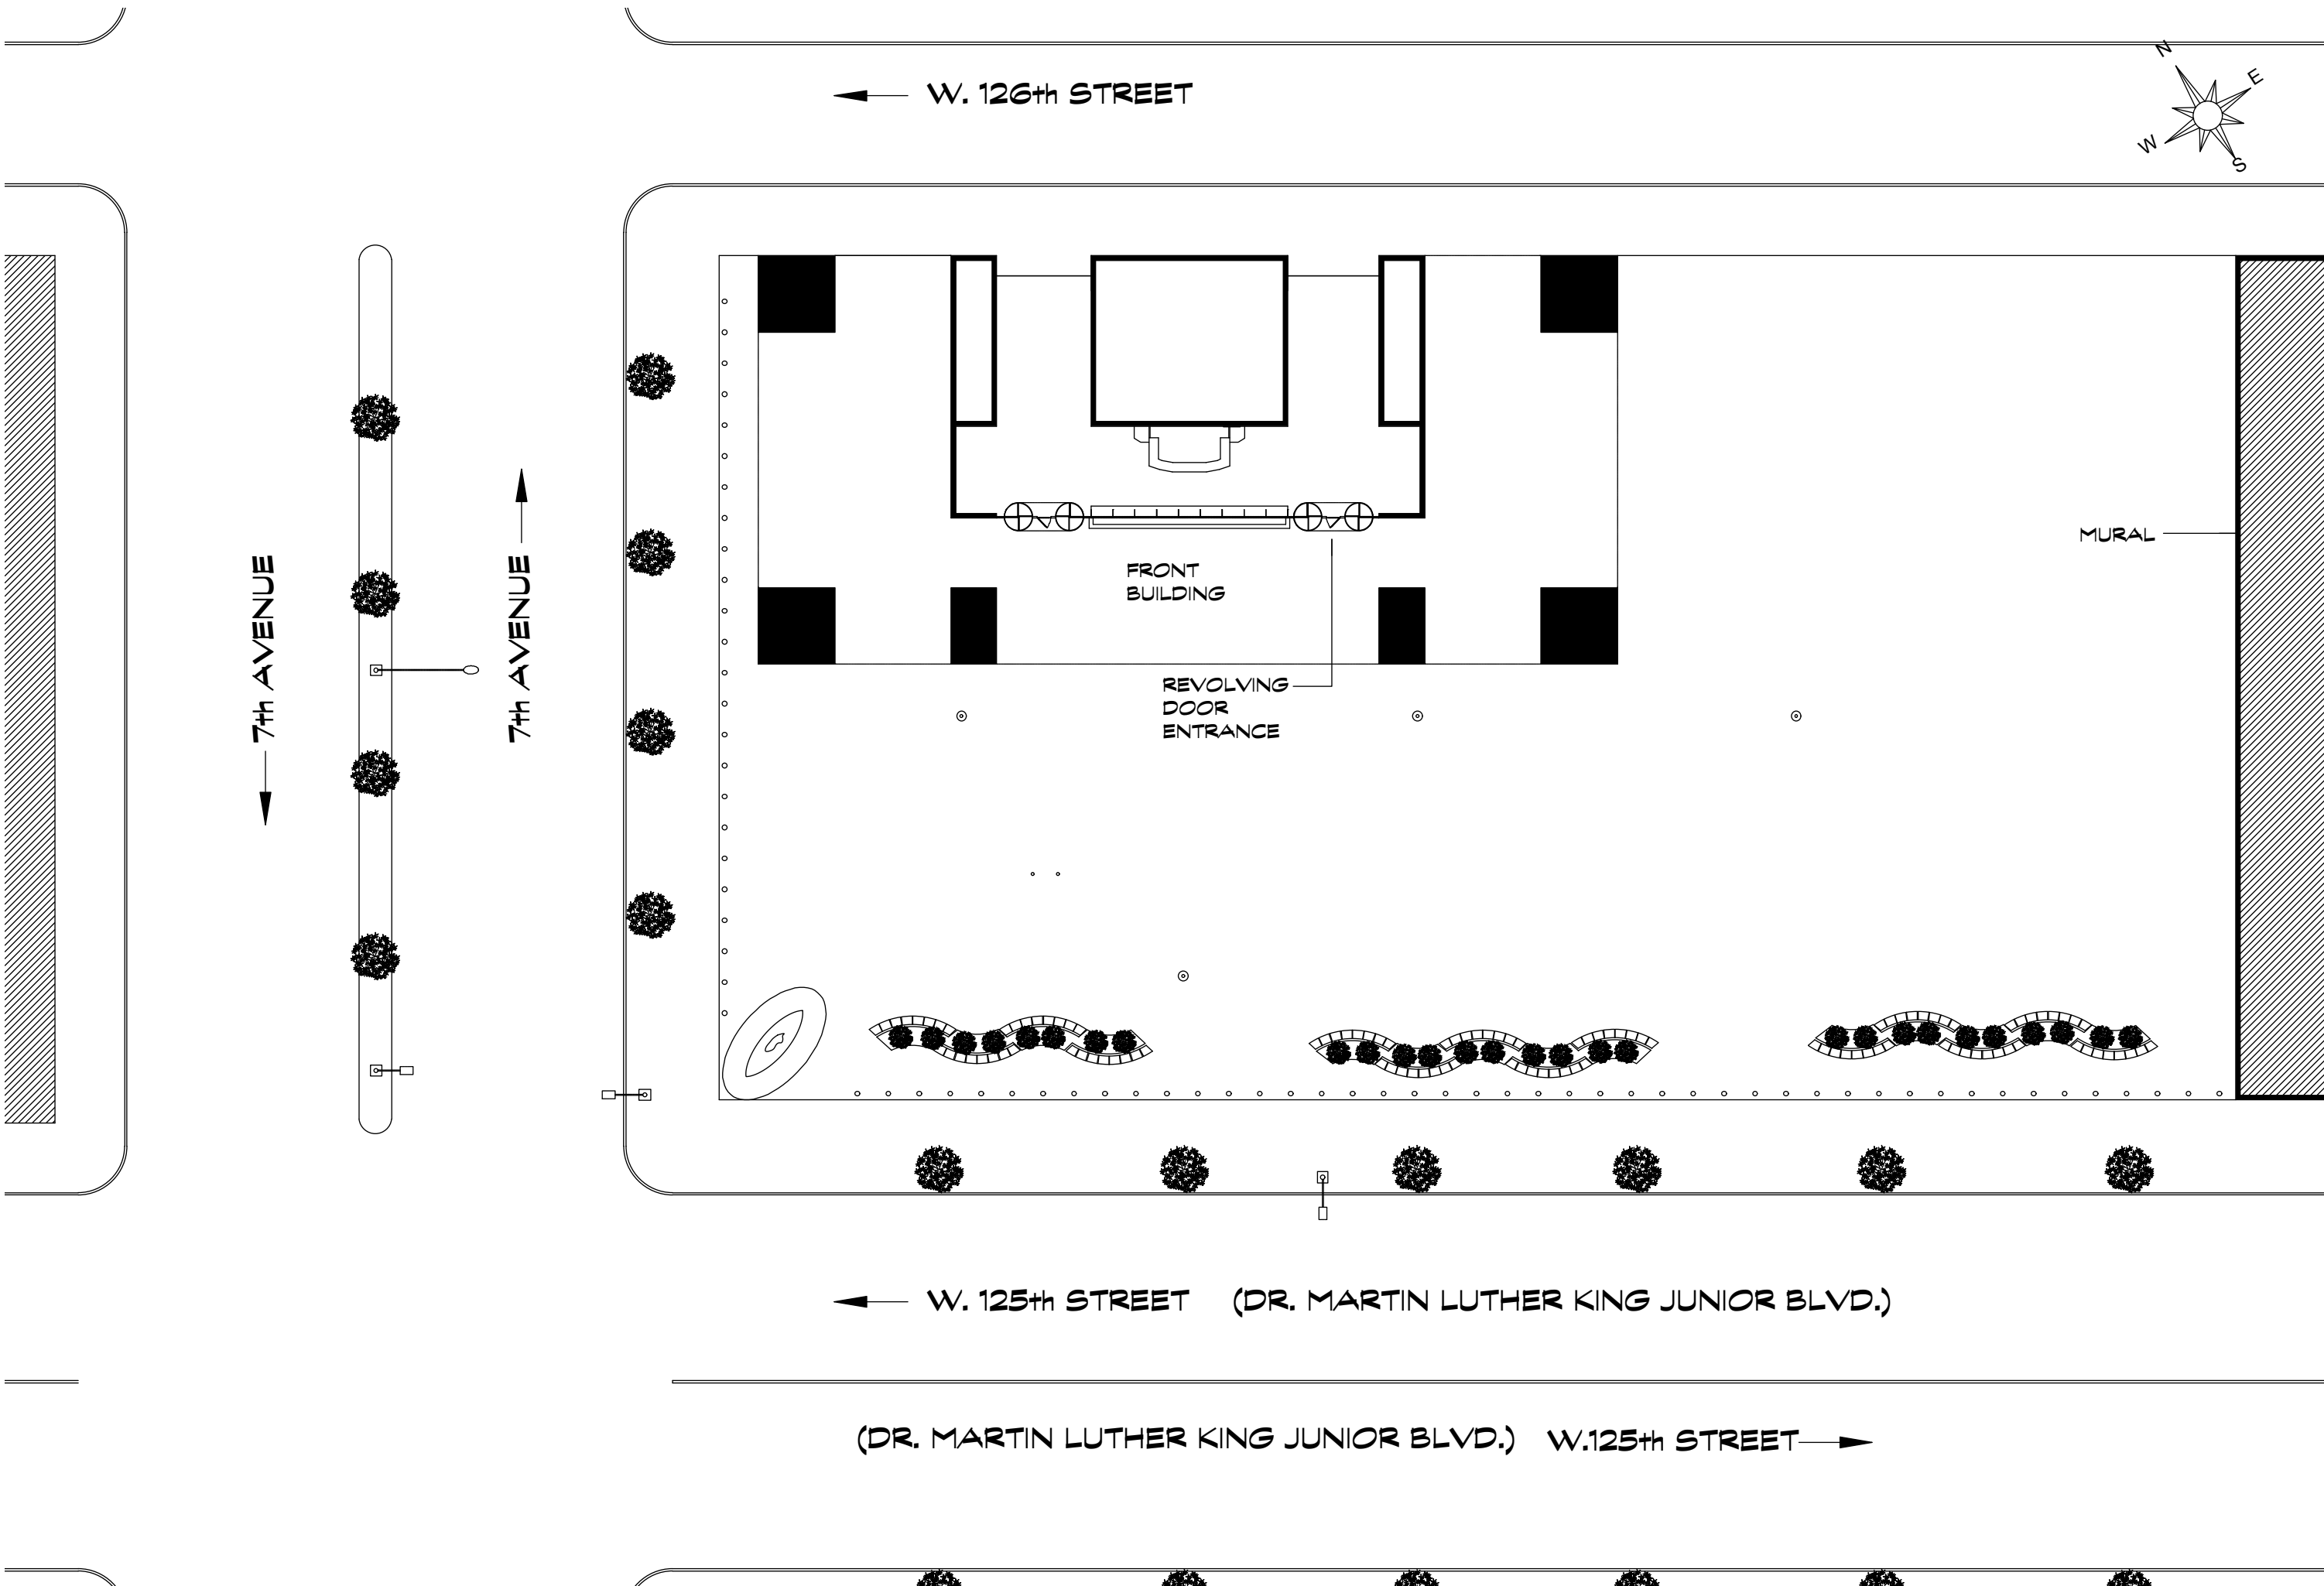 W. 126th STREET
N
E
W
S
MURAL
7th AVENUE
7th AVENUE
FRONT
BUILDING
REVOLVING
DOOR
ENTRANCE
W. 125th STREET (DR. MARTIN LUTHER KING JUNIOR BLVD.)
(DR. MARTIN LUTHER KING JUNIOR BLVD.) W.125th STREET